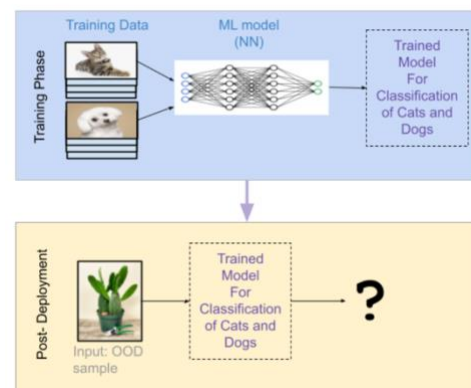 Training Data
ML model
(NN)
Training Phase
Trained
Model
For
Classification
of Cats and
Dogs
Post- Deployment
Input: OOD
sample
Trained
Model
For
Classification
of Cats and
Dogs
?